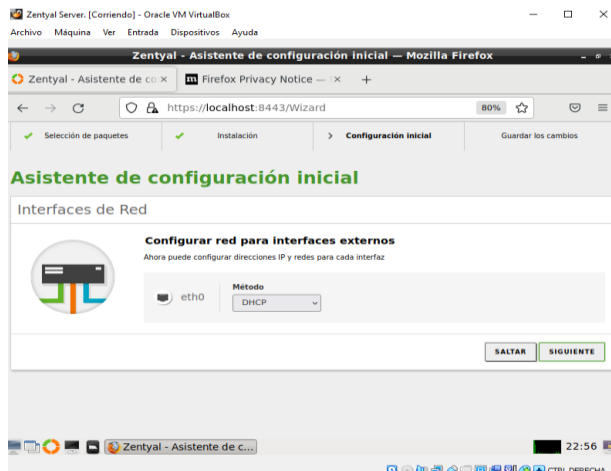 Zentyal Server. [Corriendo] - Oracle VM VirtualBox
Archivo Máquina Ver Entrada Dispositivos Ayuda
Zentyal - Asistente de configuración inicial — Mozilla Firefox
Zentyal - Asistente de co
Firefox Privacy Notice —
https://localhost:8443/Wizard
80%
Selección de paquetes
Instalación
Configuración inicial
Guardar los cambios
Asistente de configuración inicial
Interfaces de Red
Configurar red para interfaces externos
Ahora puede configurar direcciones IP y redes para cada interfaz
Método
eth0
DHCP
SALTAR
SIGUIENTE
Zentyal - Asistente de c...
22:56
CTRL DERECHA